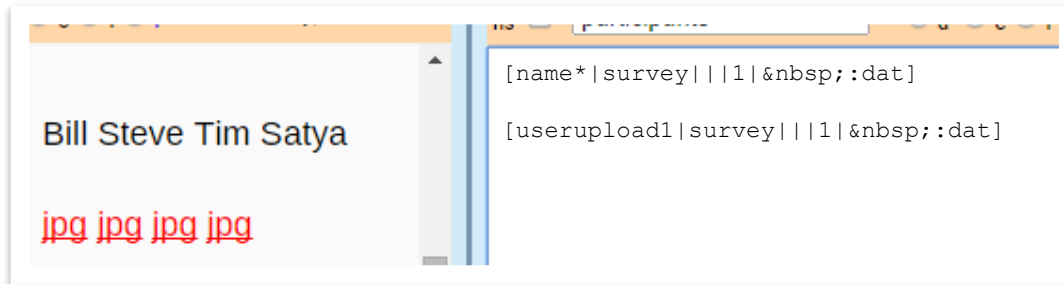 Bill Steve Tim Satya
jpg jpg jpg jpg
[name*|survey|||1|&nbsp;:dat]
[userupload1|survey|||1|&nbsp;:dat]